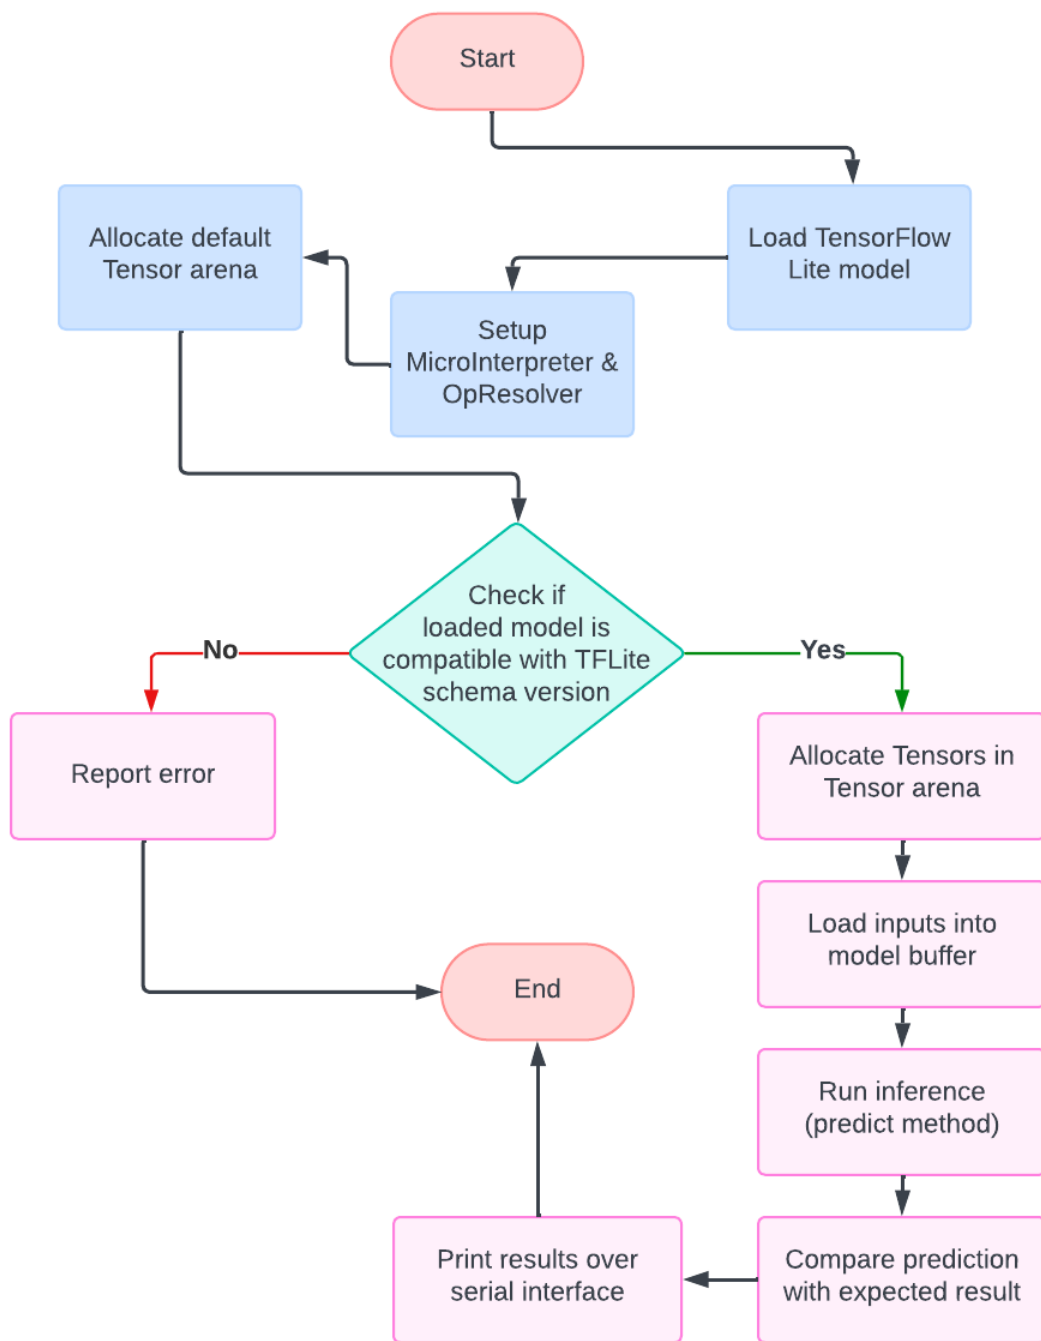 Start
Load TensorFlow
Lite model
Setup
MicroInterpreter &
OpResolver
Allocate default
Tensor arena
Check if
loaded model is
compatible with TFLite
schema version
No
Yes
Report error
Allocate Tensors in
Tensor arena
Load inputs into
model buffer
Run inference
(predict method)
Compare prediction
with expected result
Print results over
serial interface
End